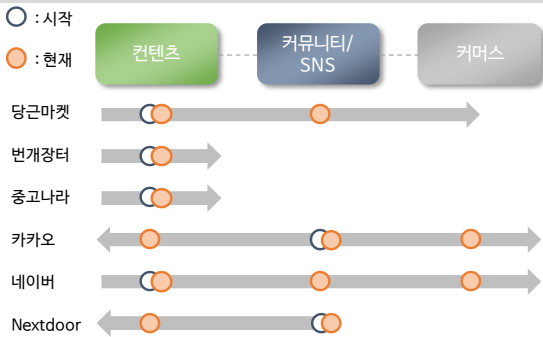 : 시작
: 현재
컨텐츠
커뮤니티/
SNS
커머스
당근마켓
번개장터
중고나라
카카오
네이버
Nextdoor